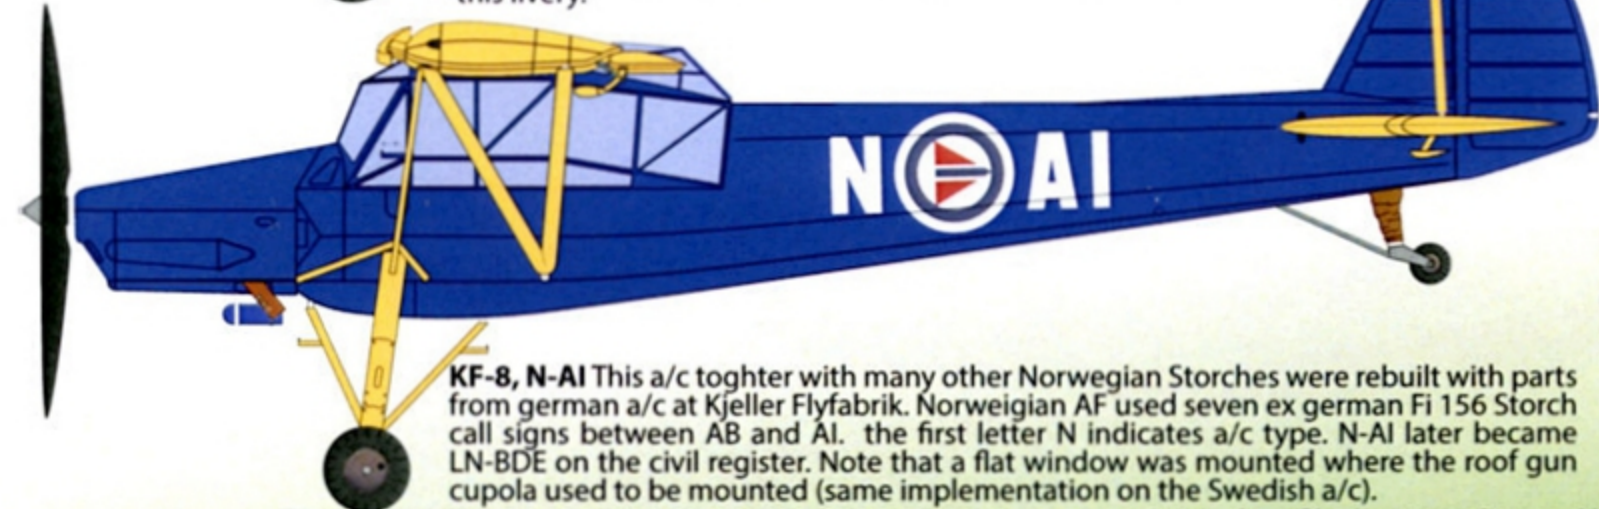 this livery.
N AI
KF-8, N-AI This a/c toghter with many other Norwegian Storches were rebuilt with parts
from german a/c at Kjeller Flyfabrik. Norweigian AF used seven ex german Fi 156 Storch
call signs between AB and AI. the first letter N indicates a/c type. N-AI later became
LN-BDE on the civil register. Note that a flat window was mounted where the roof gun
cupola used to be mounted (same implementation on the Swedish a/c).